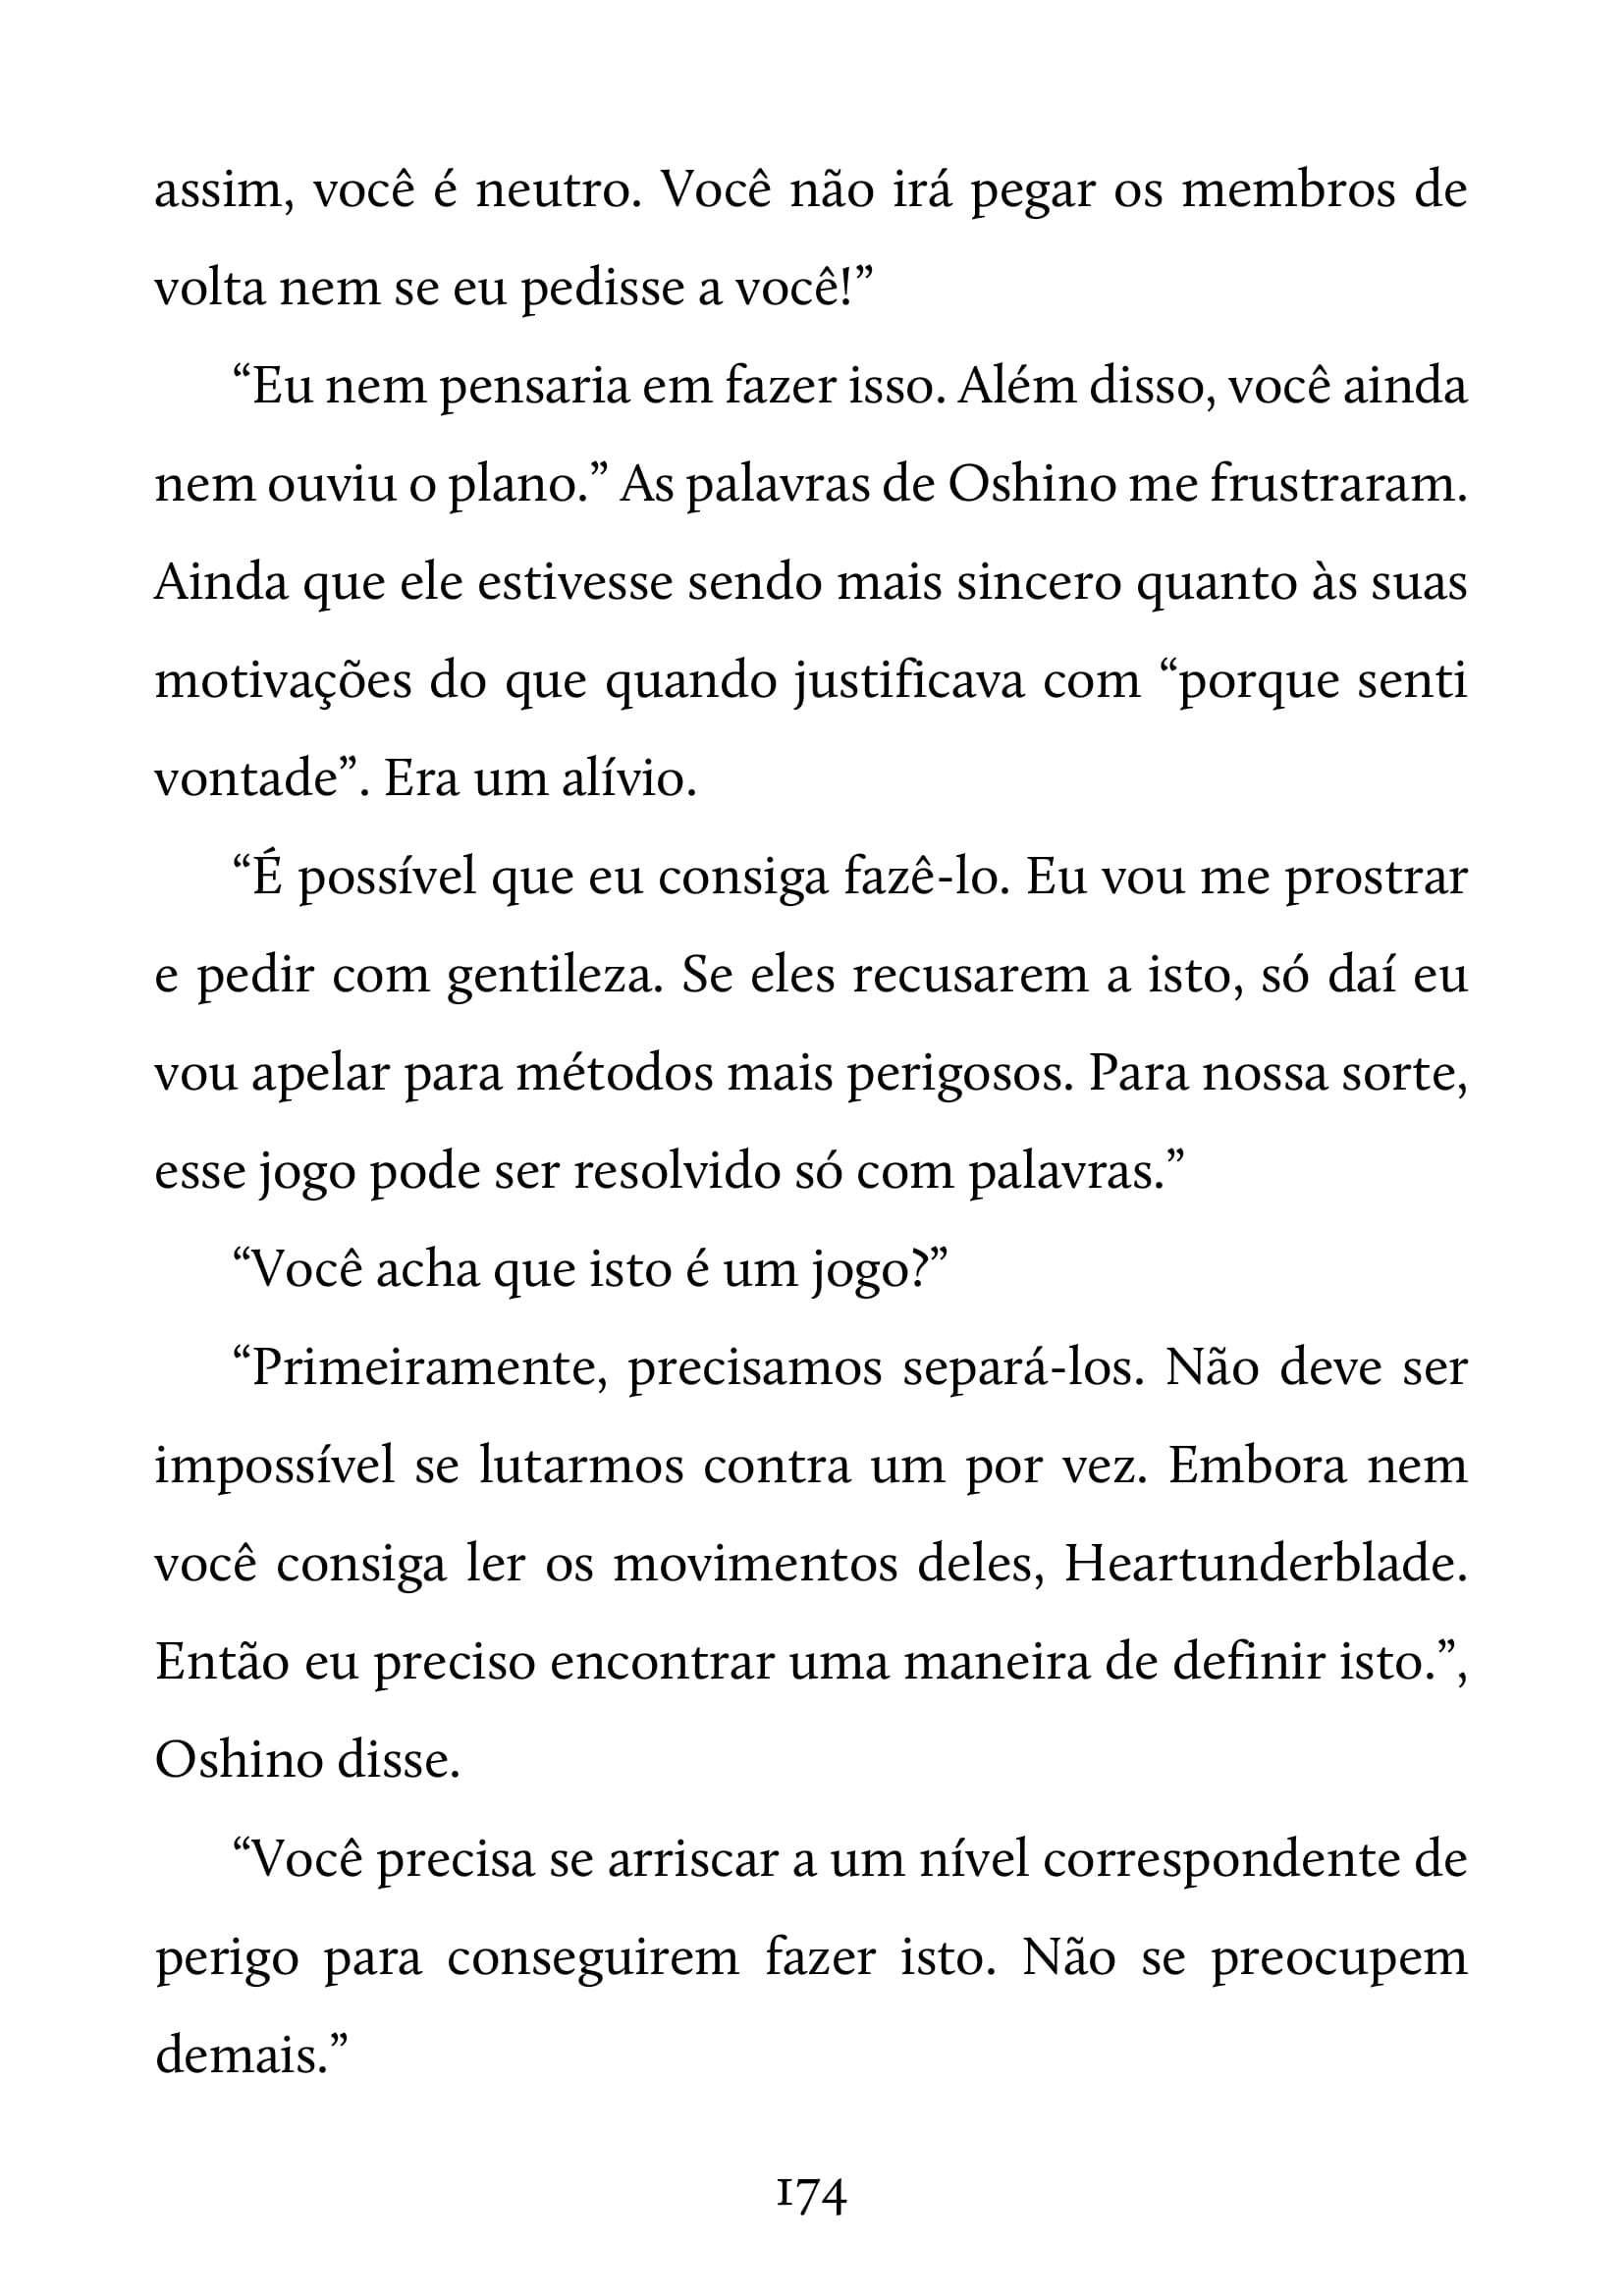 assim, você é neutro. Você não irá pegar os membros de
volta nem se eu pedisse a você!”
“Eu nem pensaria em fazer isso. Além disso, você ainda
nem ouviu o plano.” As palavras de Oshino me frustraram.
Ainda que ele estivesse sendo mais sincero quanto às suas
motivações do que quando justificava com “porque senti
vontade”. Era um alívio.
“É possível que eu consiga fazê-lo. Eu vou me prostrar
e pedir com gentileza. Se eles recusarem a isto, só daí eu
vou apelar para métodos mais perigosos. Para nossa sorte,
esse jogo pode ser resolvido só com palavras.”
“Você acha que isto é um jogo?”
“Primeiramente, precisamos separá-los. Não deve ser
impossível se lutarmos contra um por vez. Embora nem
você consiga ler os movimentos deles, Heartunderblade.
Então eu preciso encontrar uma maneira de definir isto.”,
Oshino disse.
“Você precisa se arriscar a um nível correspondente de
perigo para conseguirem fazer isto. Não se preocupem
demais.”
174